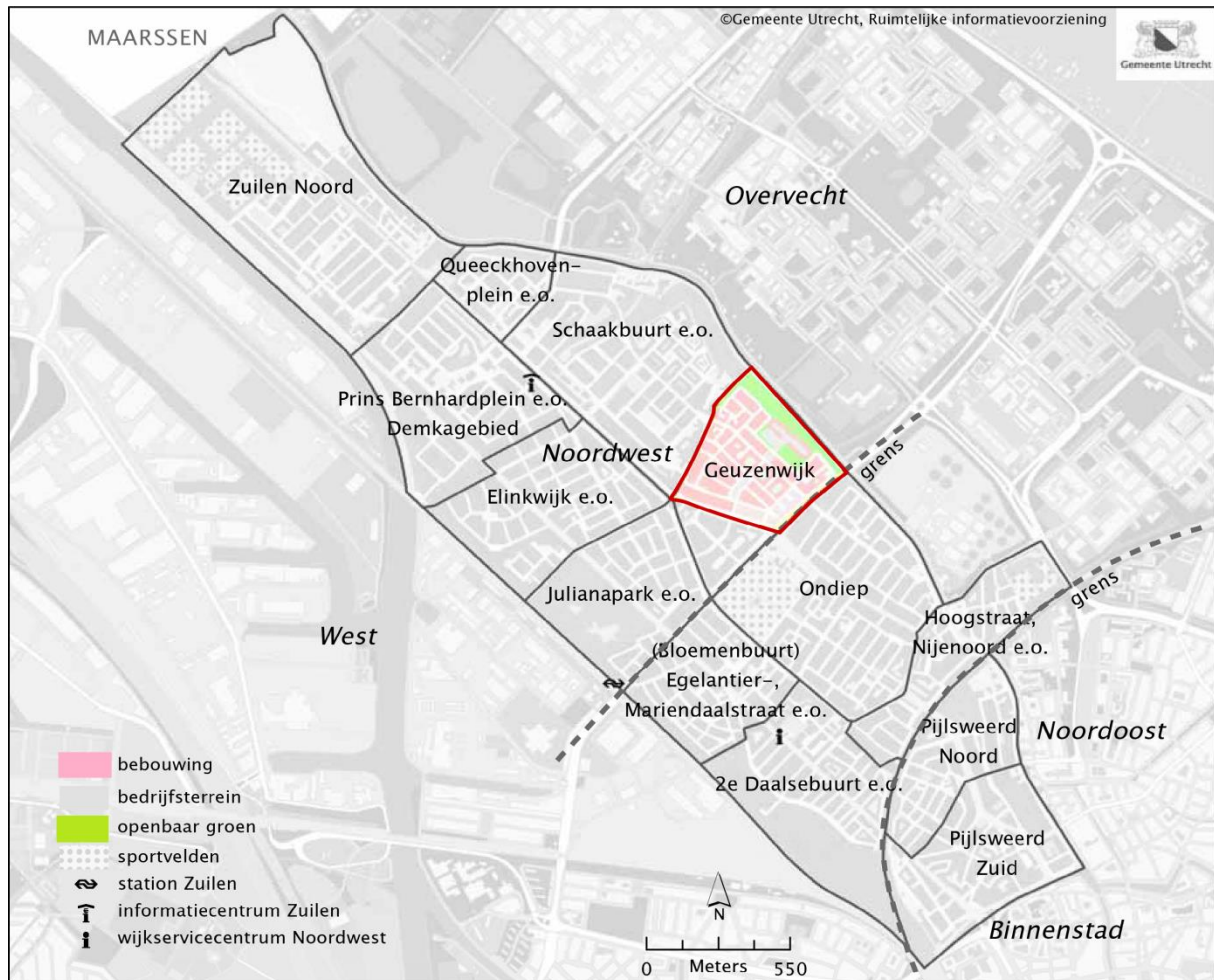 ©Gemeente Utrecht, Ruimtelijke informatievoorziening
MAARSSEN
Gemeente Utrecht
Zuilen Noord
Overvecht
Queeckhoven-
plein e.o.
Schaakbuurt e.o.
Prins Bernhardplein e.o.
Demkagebied
Noordwest
Geuzenwijk
grens
Elinkwijk e.o.
Julianapark e.o.
Ondiep
grens
Hoogstraat,
Nijenoord e.o.
West
(Bloemenbuurt)
Egelantier-,
Mariendaalstraat e.o.
Pijlsweerd
Noord
Noordoost
2e Daalsebuurt e.o.
Pijlsweerd
Zuid
Binnenstad
bebouwing
bedrijfsterrein
openbaar groen
sportvelden
station Zuilen
informatiecentrum Zuilen
wijkservicecentrum Noordwest
N
0 Meters 550